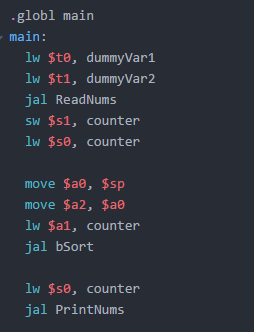 .globl main
main:
lw $t0, dummyVar1
lw $t1, dummyVar2
jal ReadNums
sw $s1, counter
lw $s0, counter
move $a0, $sp
move $a2, $a0
lw $a1, counter
jal bSort
lw $s0, counter
jal PrintNums